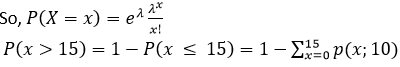 So, P(X = x) = e^λ λ^x/x!
P(x > 15) = 1 − P(x ≤ 15) = 1 − ∑_{x=0}^{15} p(x; 10)